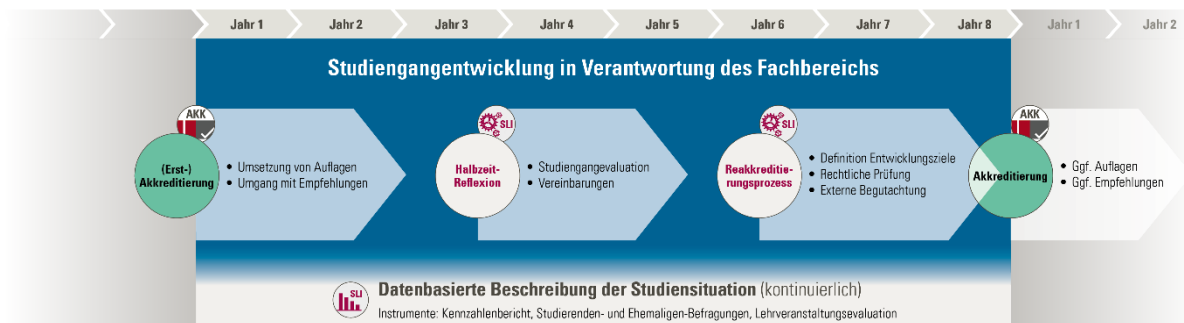 Jahr 1
Jahr 2
Jahr 3
Jahr 4
Jahr 5
Jahr 6
Jahr 7
Jahr 8
Jahr 1
Jahr 2
Studiengangentwicklung in Verantwortung des Fachbereichs
AKK
(Erst-)
Akkreditierung
• Umsetzung von Auflagen
• Umgang mit Empfehlungen
SLI
Halbzeit-
Reflexion
• Studiengangevaluation
• Vereinbarungen
SLI
Reakkreditie-
rungsprozess
• Definition Entwicklungsziele
• Rechtliche Prüfung
• Externe Begutachtung
AKK
Akkreditierung
• Ggf. Auflagen
• Ggf. Empfehlungen
SLI
Datenbasierte Beschreibung der Studiensituation (kontinuierlich)
Instrumente: Kennzahlenbericht, Studierenden- und Ehemaligen-Befragungen, Lehrveranstaltungsevaluation